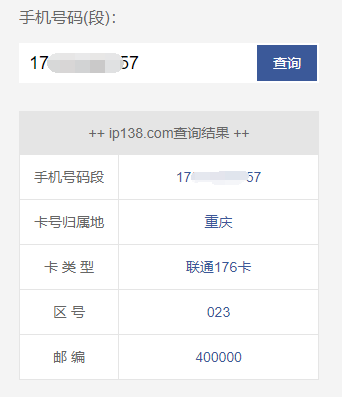 手机号码(段):
17 57 查询
++ ip138.com查询结果 ++
手机号码段 17 57
卡号归属地 重庆
卡 类 型 联通176卡
区 号 023
邮 编 400000